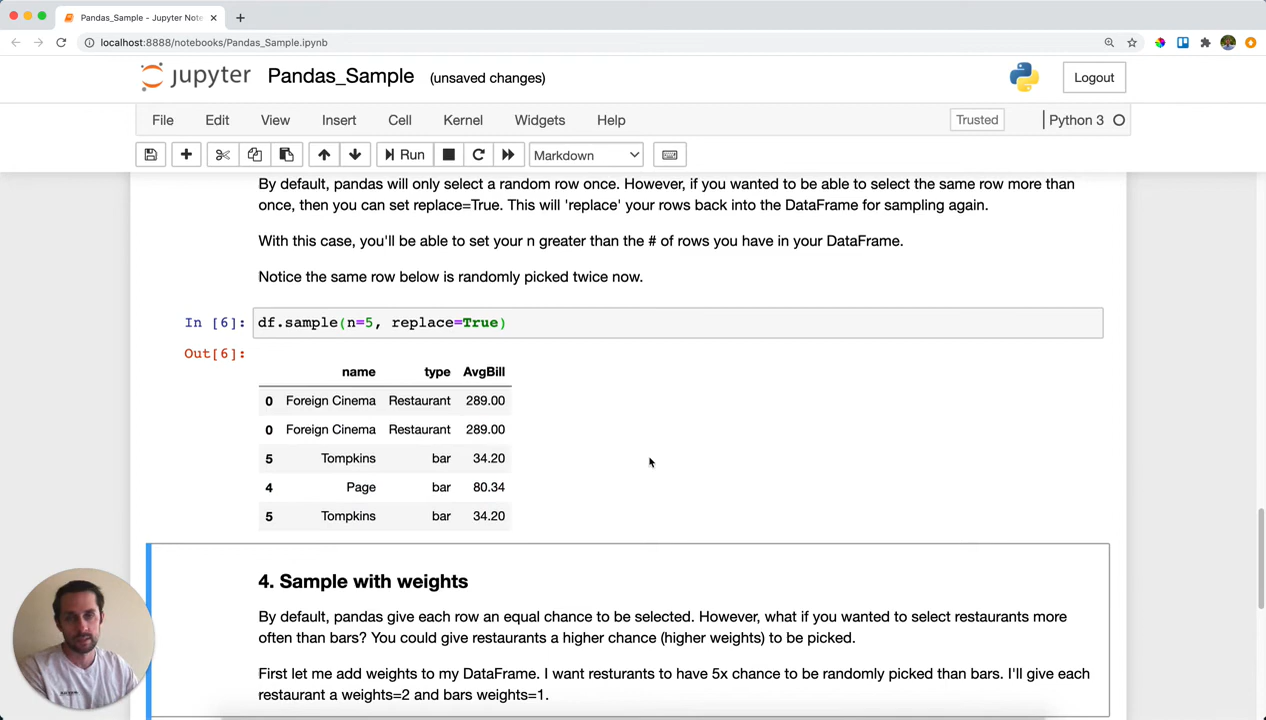 Pandas_Sample - Jupyter Note
localhost:8888/notebooks/Pandas_Sample.ipynb
jupyter Pandas_Sample (unsaved changes)
Logout
File Edit View Insert Cell Kernel Widgets Help Trusted Python 3
Run Markdown
By default, pandas will only select a random row once. However, if you wanted to be able to select the same row more than
once, then you can set replace=True. This will 'replace' your rows back into the DataFrame for sampling again.
With this case, you'll be able to set your n greater than the # of rows you have in your DataFrame.
Notice the same row below is randomly picked twice now.
In [6]: df.sample(n=5, replace=True)
Out[6]:
name type AvgBill
0 Foreign Cinema Restaurant 289.00
0 Foreign Cinema Restaurant 289.00
5 Tompkins bar 34.20
4 Page bar 80.34
5 Tompkins bar 34.20
4. Sample with weights
By default, pandas give each row an equal chance to be selected. However, what if you wanted to select restaurants more
often than bars? You could give restaurants a higher chance (higher weights) to be picked.
First let me add weights to my DataFrame. I want resturants to have 5x chance to be randomly picked than bars. I'll give each
restaurant a weights=2 and bars weights=1.